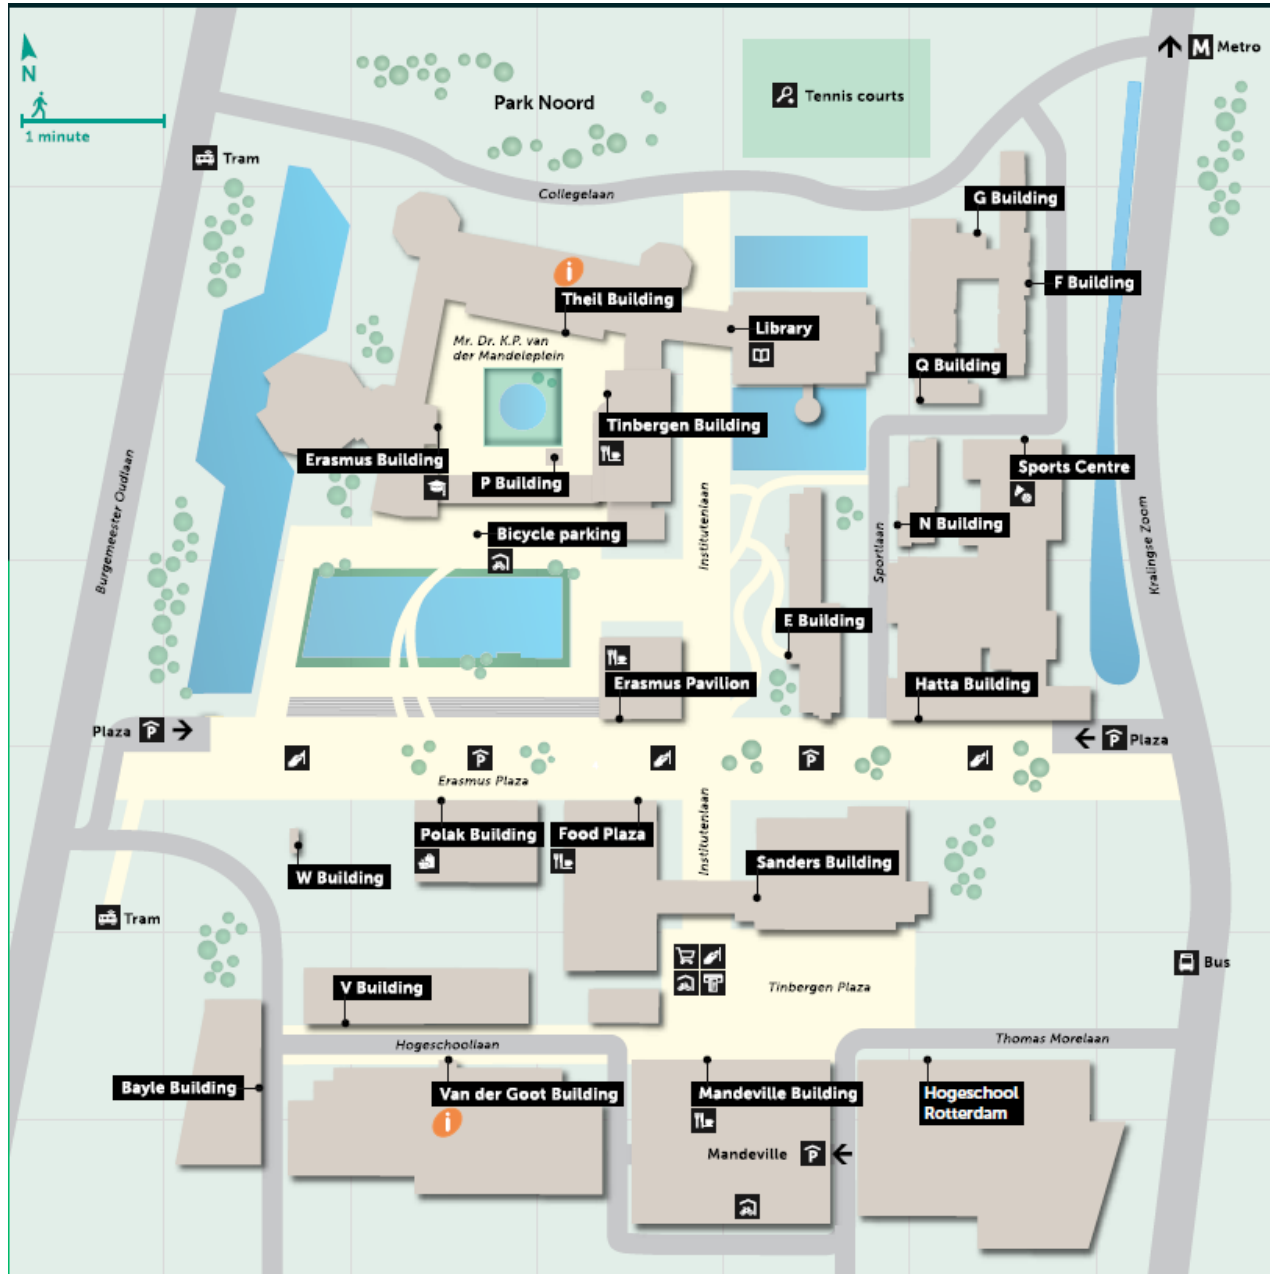 M Metro
N
1 minute
Park Noord
Tennis courts
Tram
Collegelaan
G Building
i
F Building
Theil Building
Library
Mr. Dr. K.P. van
der Mandeleplein
Q Building
Tinbergen Building
Erasmus Building
P Building
Sports Centre
N Building
Bicycle parking
Burgemeester Oudlaan
Institutenlaan
Sportlaan
Kralingse Zoom
E Building
Erasmus Pavilion
Hatta Building
Plaza P
P Plaza
P
P
Erasmus Plaza
Institutenlaan
Polak Building
Food Plaza
Sanders Building
W Building
Tram
Bus
V Building
Tinbergen Plaza
Hogeschoollaan
Thomas Morelaan
Bayle Building
Van der Goot Building
Mandeville Building
Hogeschool
Rotterdam
i
Mandeville P